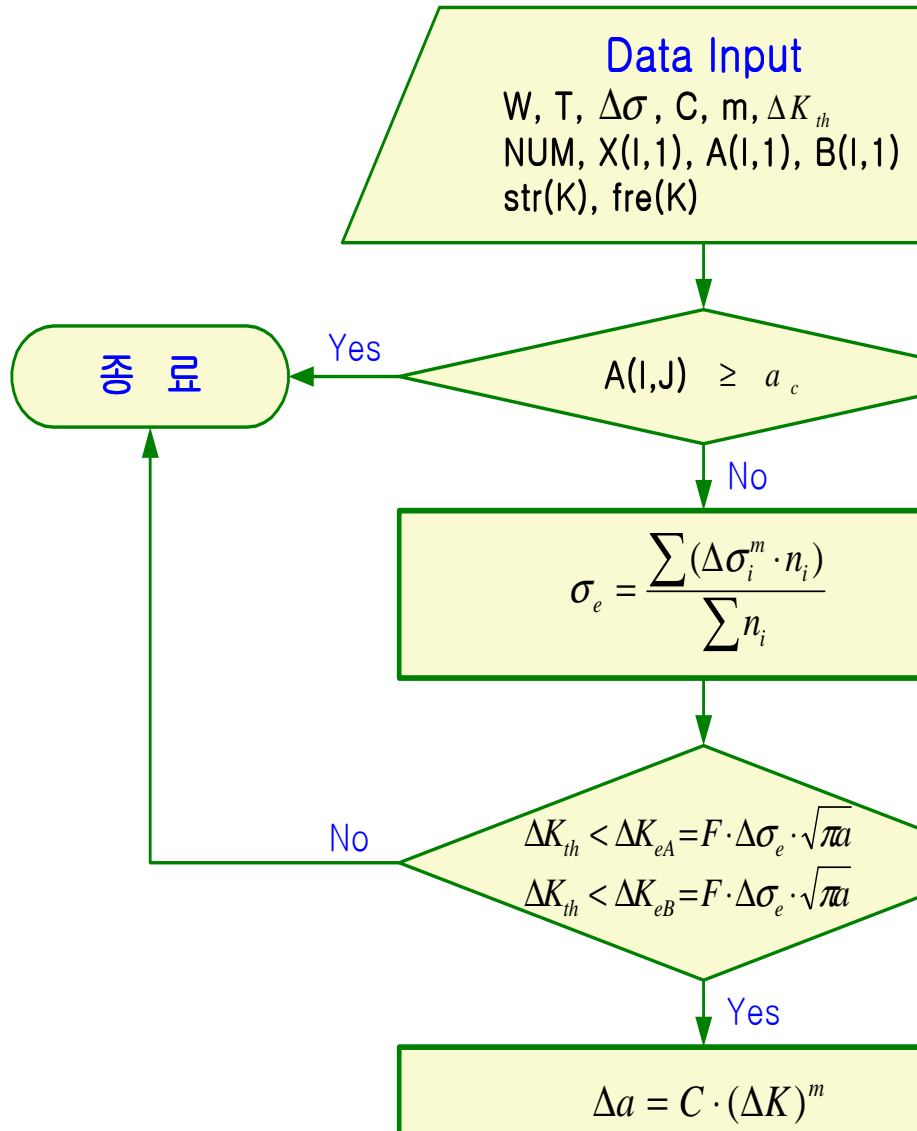 Data Input
W, T, Δσ, C, m, ΔK_th
NUM, X(I,1), A(I,1), B(I,1)
str(K), fre(K)
Yes
종 료
A(I,J) ≥ a_c
No
σ_e = ∑(Δσ_i^m · n_i) / ∑n_i
No
ΔK_th < ΔK_eA = F · Δσ_e · √πa
ΔK_th < ΔK_eB = F · Δσ_e · √πa
Yes
Δa = C · (ΔK)^m